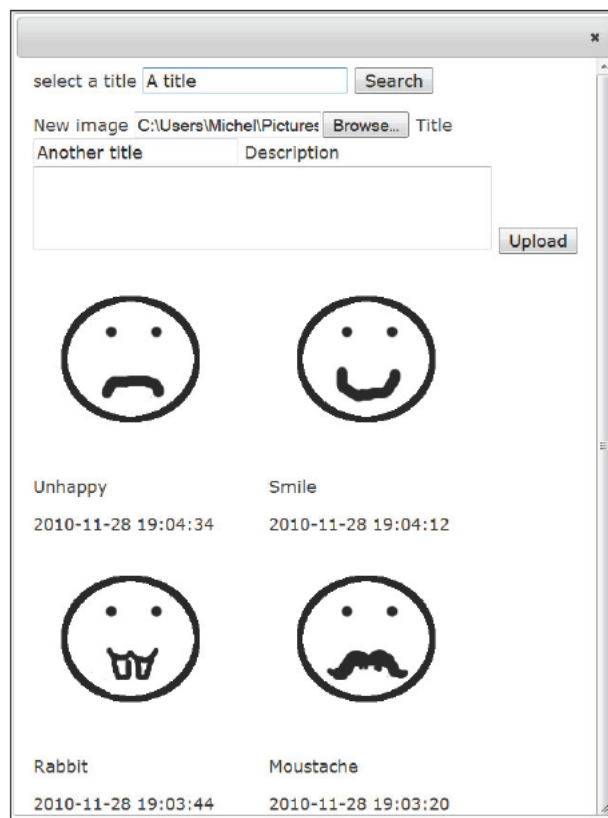 select a title A title Search
New image C:\Users\Michel\Pictures Browse... Title
Another title Description
Upload
Unhappy Smile
2010-11-28 19:04:34 2010-11-28 19:04:12
Rabbit Moustache
2010-11-28 19:03:44 2010-11-28 19:03:20